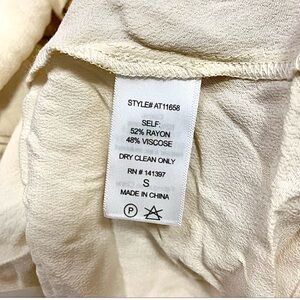 STYLE# AT11658
SELF:
52% RAYON
48% VISCOSE
DRY CLEAN ONLY
RN # 141397
S
MADE IN CHINA
P